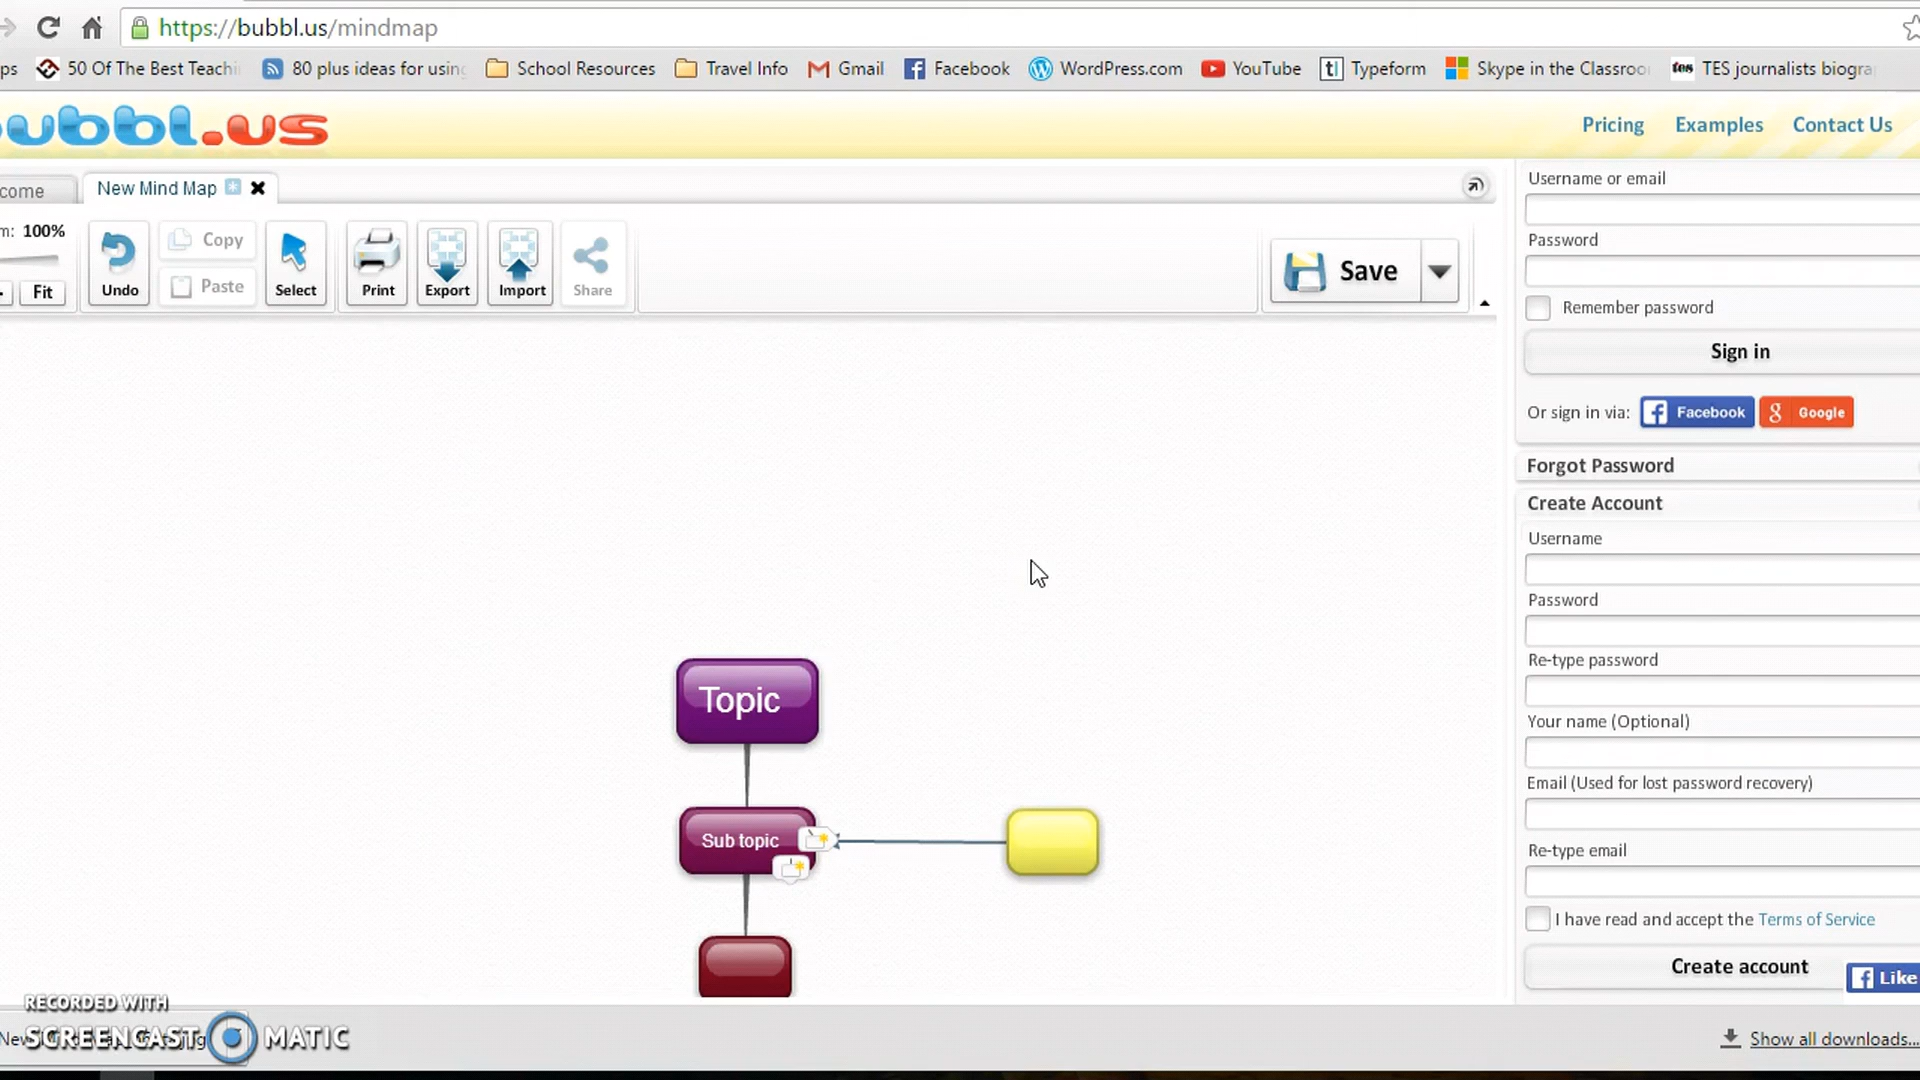 https://bubbl.us/mindmap
ps 50 Of The Best Teachi 80 plus ideas for using School Resources Travel Info Gmail Facebook WordPress.com YouTube Typeform Skype in the Classroo tes TES journalists biogra
bubbl.us
Pricing Examples Contact Us
come New Mind Map
m: 100%
Fit
Undo
Copy
Paste
Select
Print
Export
Import
Share
Save
Topic
Sub topic
Username or email
Password
Remember password
Sign in
Or sign in via: Facebook Google
Forgot Password
Create Account
Username
Password
Re-type password
Your name (Optional)
Email (Used for lost password recovery)
Re-type email
I have read and accept the Terms of Service
Create account
Like
RECORDED WITH
SCREENCAST MATIC
Show all downloads...